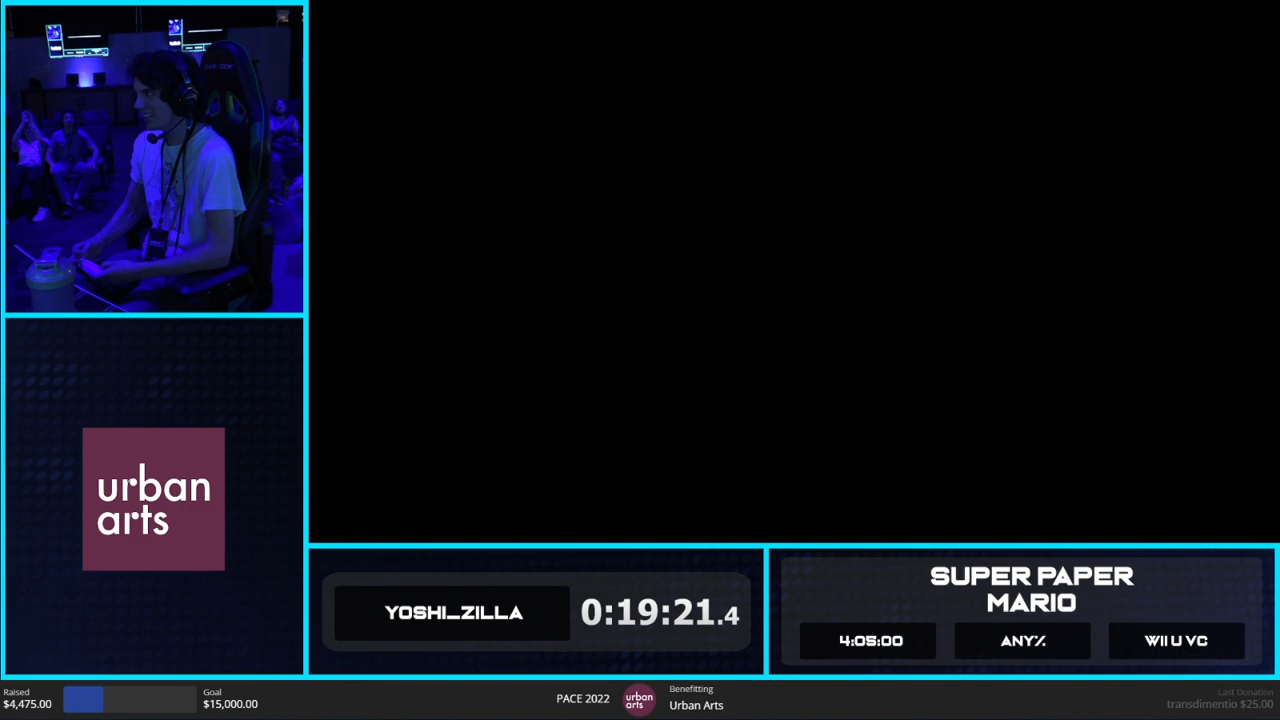 urban
arts
YOSHI_ZILLA
0:19:21.4
SUPER PAPER
MARIO
4:05:00
ANY%
WII U VC
Raised
$4,475.00
Goal
$15,000.00
PACE 2022
urban
arts
Benefitting
Urban Arts
Last Donation
transdimentio $25.00